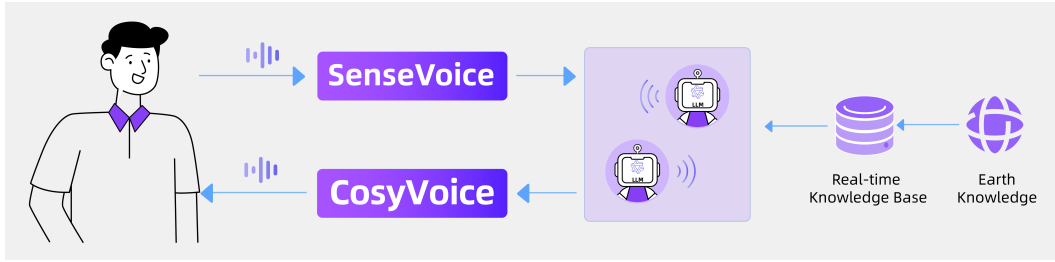 SenseVoice
LLM
LLM
CosyVoice
Real-time
Knowledge Base
Earth
Knowledge